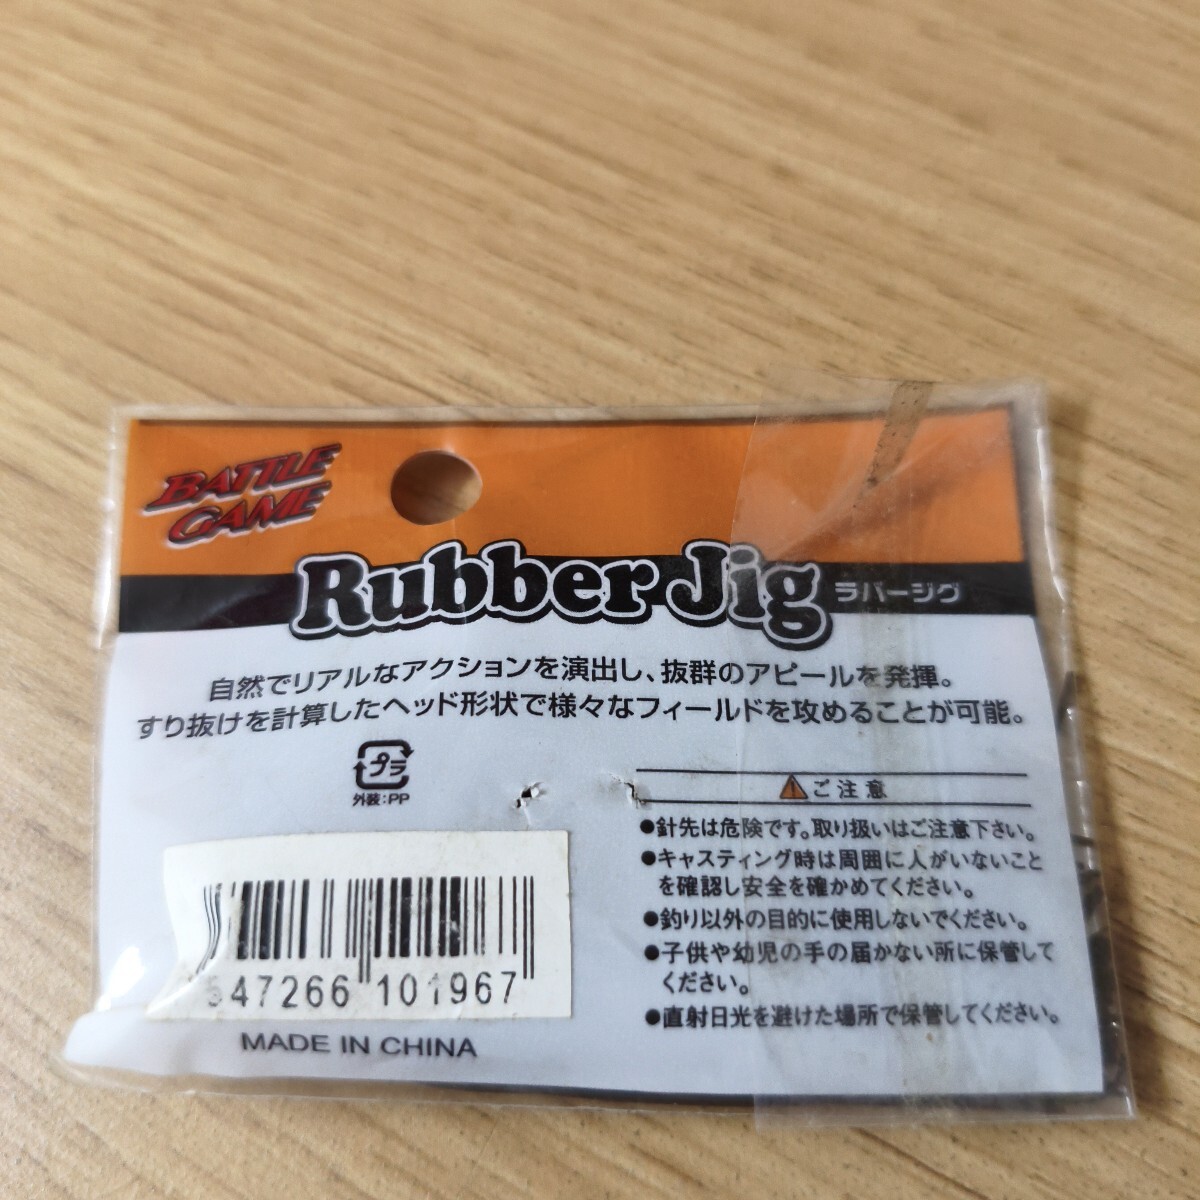 BATTLE
GAME
Rubber Jig ラバージグ
自然でリアルなアクションを演出し、抜群のアピールを発揮。
すり抜けを計算したヘッド形状で様々なフィールドを攻めることが可能。
プラ
外装:PP
ご注意
●針先は危険です。取り扱いはご注意下さい。
●キャスティング時は周囲に人がいないこと
を確認し安全を確かめてください。
●釣り以外の目的に使用しないでください。
●子供や幼児の手の届かない所に保管して
ください。
●直射日光を避けた場所で保管してください。
547266 101967
MADE IN CHINA